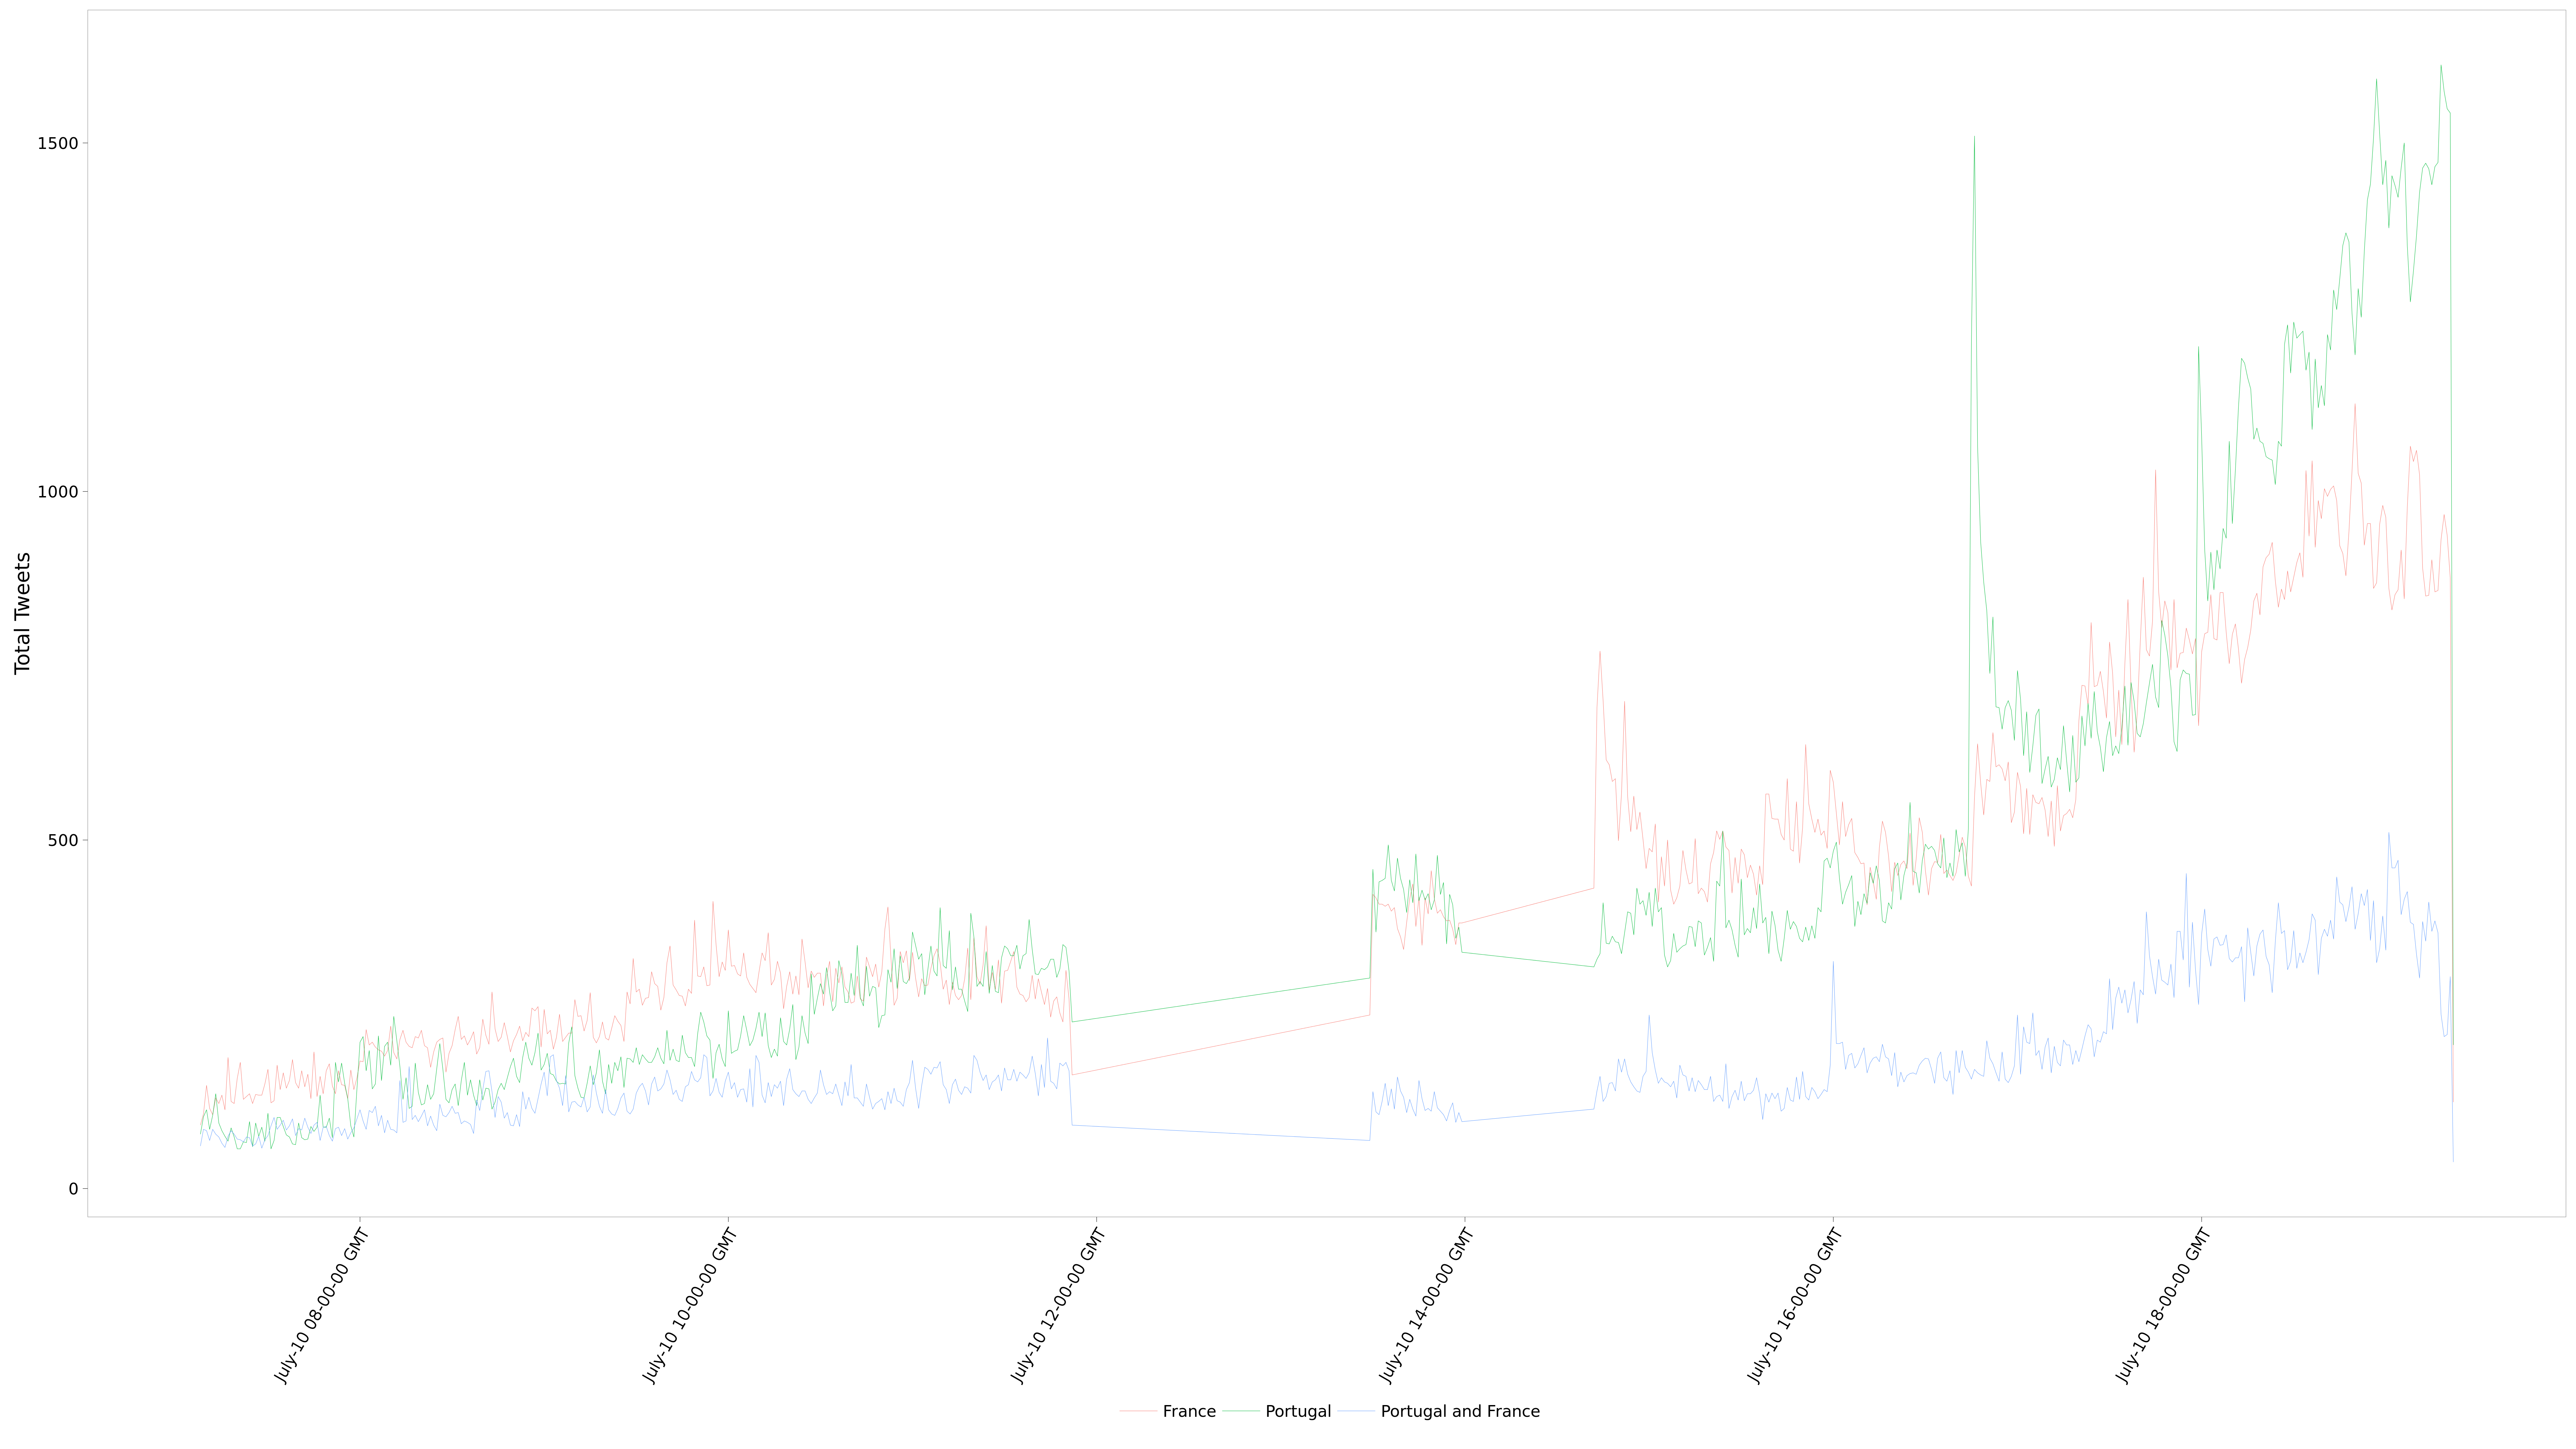 1500
1000
500
0
Total Tweets
July-10 08-00-00 GMT
July-10 10-00-00 GMT
July-10 12-00-00 GMT
July-10 14-00-00 GMT
July-10 16-00-00 GMT
July-10 18-00-00 GMT
France Portugal Portugal and France